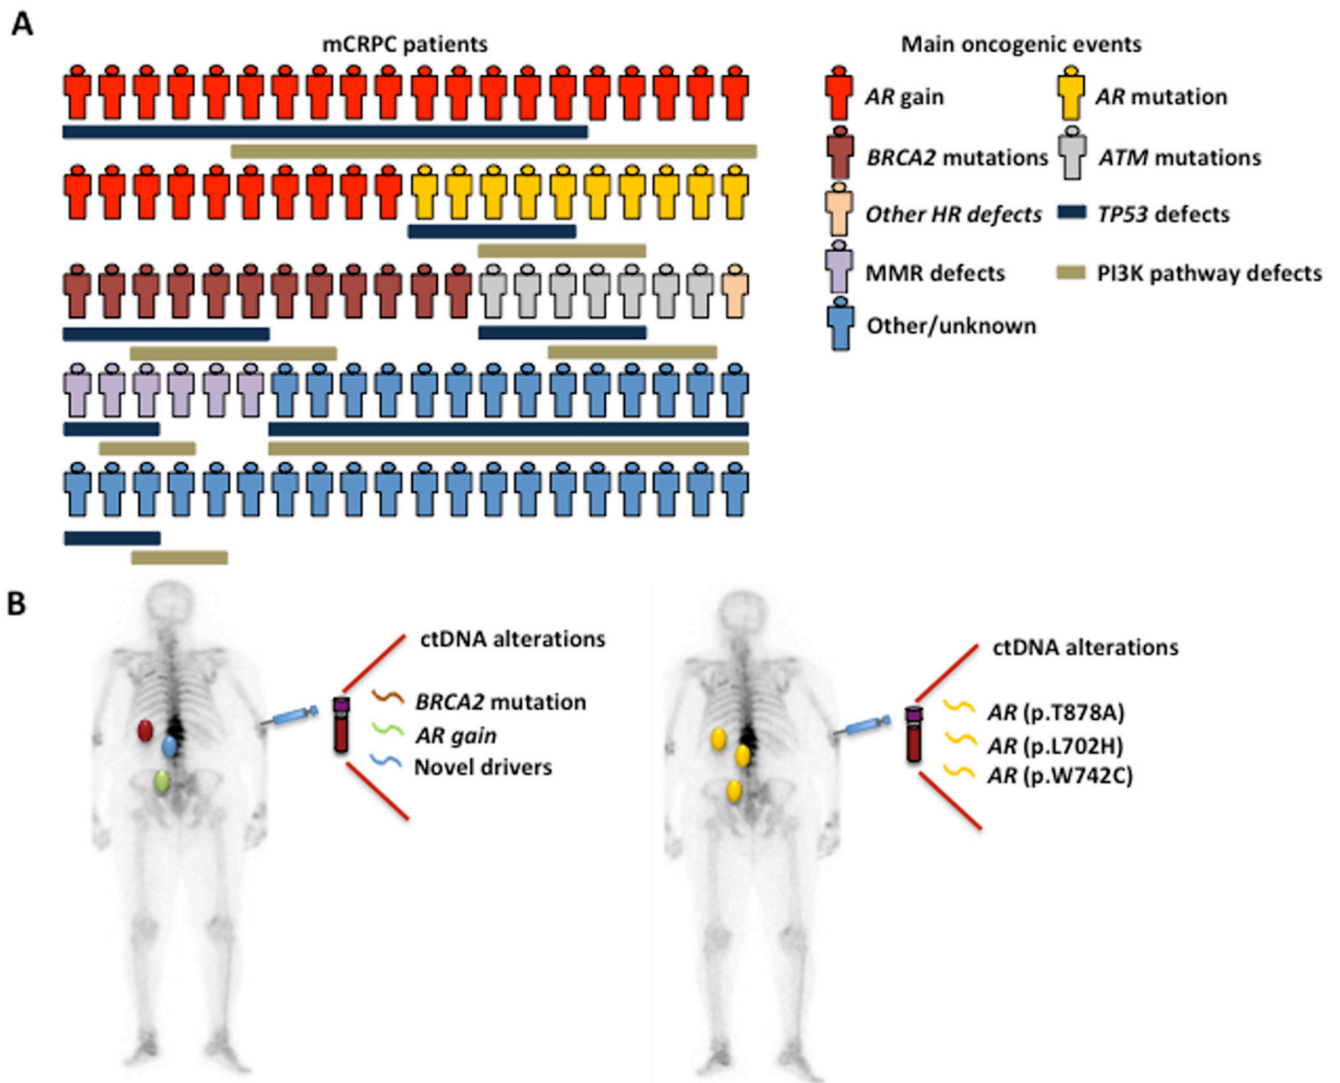 A
mCRPC patients
Main oncogenic events
AR gain
AR mutation
BRCA2 mutations
ATM mutations
Other HR defects
TP53 defects
MMR defects
PI3K pathway defects
Other/unknown
B
ctDNA alterations
BRCA2 mutation
AR gain
Novel drivers
ctDNA alterations
AR (p.T878A)
AR (p.L702H)
AR (p.W742C)